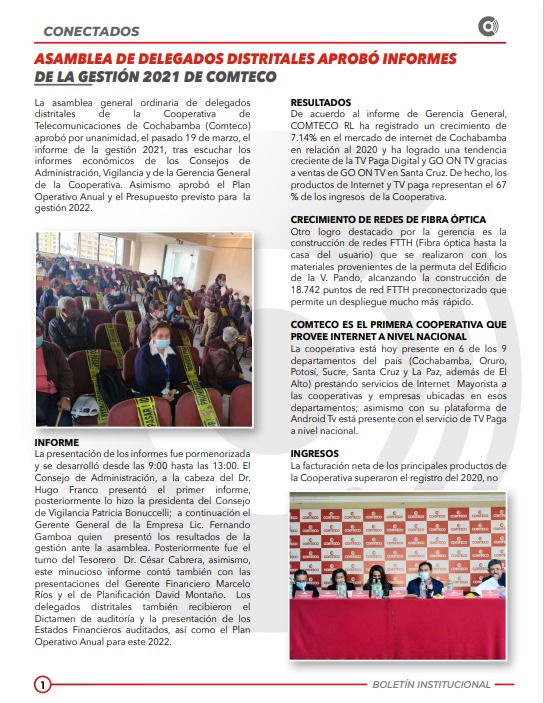 CONECTADOS
ASAMBLEA DE DELEGADOS DISTRITALES APROBÓ INFORMES
DE LA GESTIÓN 2021 DE COMTECO
La asamblea general ordinaria de delegados
distritales de la Cooperativa de
Telecomunicaciones de Cochabamba (Comteco)
aprobó por unanimidad, el pasado 19 de marzo, el
informe de la gestión 2021, tras escuchar los
informes económicos de los Consejos de
Administración, Vigilancia y de la Gerencia General
de la Cooperativa. Asimismo aprobó el Plan
Operativo Anual y el Presupuesto previsto para la
gestión 2022.
INFORME
La presentación de los informes fue pormenorizada
y se desarrolló desde las 9:00 hasta las 13:00. El
Consejo de Administración, a la cabeza del Dr.
Hugo Franco presentó el primer informe,
posteriormente lo hizo la presidenta del Consejo
de Vigilancia Patricia Bonuccelli; a continuación el
Gerente General de la Empresa Lic. Fernando
Gamboa quien presentó los resultados de la
gestión ante la asamblea. Posteriormente fue el
turno del Tesorero Dr. César Cabrera, asimismo,
este minucioso informe contó también con las
presentaciones del Gerente Financiero Marcelo
Ríos y el de Planificación David Montaño. Los
delegados distritales también recibieron el
Dictamen de auditoría y la presentación de los
Estados Financieros auditados, así como el Plan
Operativo Anual para este 2022.
RESULTADOS
De acuerdo al informe de Gerencia General,
COMTECO RL ha registrado un crecimiento de
7.14% en el mercado de internet de Cochabamba
en relación al 2020 y ha logrado una tendencia
creciente de la TV Paga Digital y GO ON TV gracias
a ventas de GO ON TV en Santa Cruz. De hecho, los
productos de Internet y TV paga representan el 67
% de los ingresos de la Cooperativa.
CRECIMIENTO DE REDES DE FIBRA ÓPTICA
Otro logro destacado por la gerencia es la
construcción de redes FTTH (Fibra óptica hasta la
casa del usuario) que se realizaron con los
materiales provenientes de la permuta del Edificio
de la V. Pando, alcanzando la construcción de
18.742 puntos de red FTTH preconectorizado que
permite un despliegue mucho más rápido.
COMTECO ES EL PRIMERA COOPERATIVA QUE
PROVEE INTERNET A NIVEL NACIONAL
La cooperativa está hoy presente en 6 de los 9
departamentos del país (Cochabamba, Oruro,
Potosí, Sucre, Santa Cruz y La Paz, además de El
Alto) prestando servicios de Internet Mayorista a
las cooperativas y empresas ubicadas en esos
departamentos; asimismo con su plataforma de
Android Tv está presente con el servicio de TV Paga
a nivel nacional.
INGRESOS
La facturación neta de los principales productos de
la Cooperativa superaron el registro del 2020, no
COMTECO
1
BOLETÍN INSTITUCIONAL